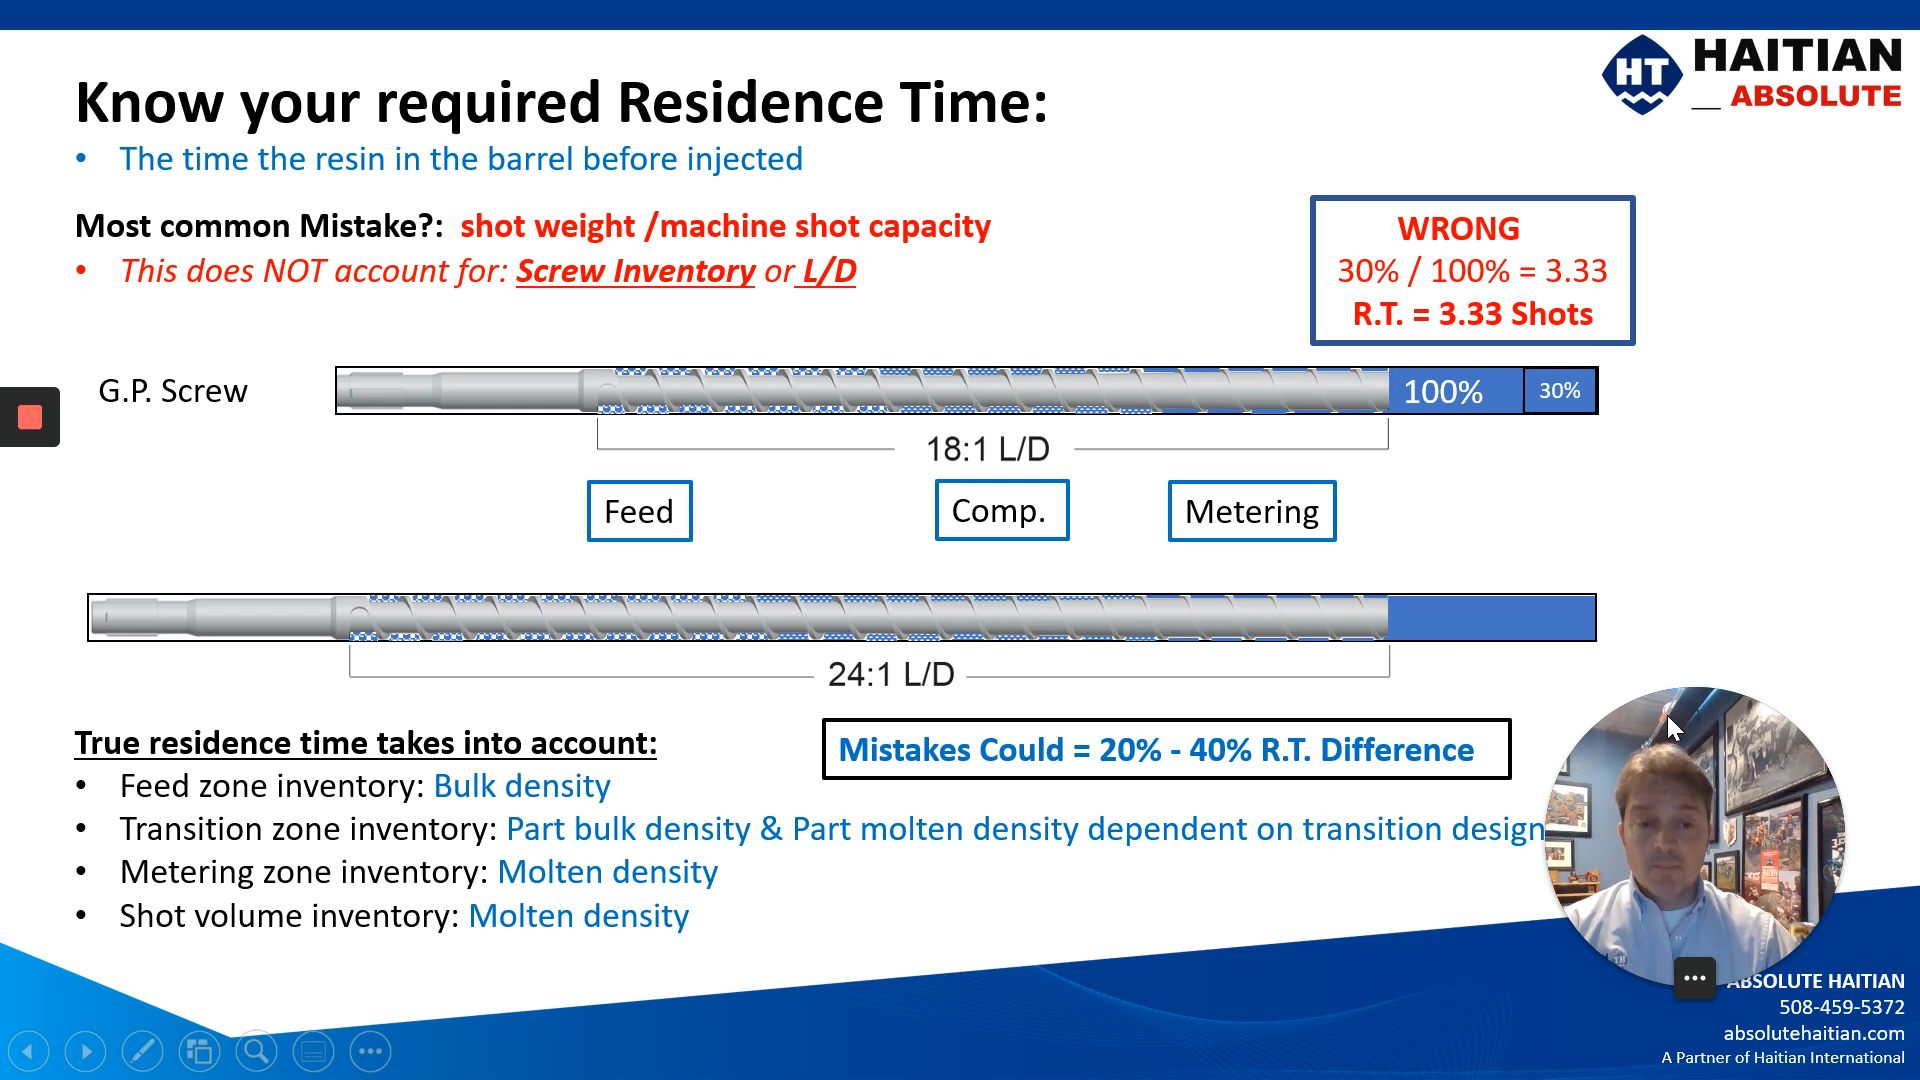 HAITIAN
HT
ABSOLUTE
Know your required Residence Time:
• The time the resin in the barrel before injected
Most common Mistake?: shot weight /machine shot capacity
• This does NOT account for: Screw Inventory or L/D
WRONG
30% / 100% = 3.33
R.T. = 3.33 Shots
G.P. Screw
100%
30%
18:1 L/D
Feed
Comp.
Metering
24:1 L/D
True residence time takes into account:
Mistakes Could = 20% - 40% R.T. Difference
• Feed zone inventory: Bulk density
• Transition zone inventory: Part bulk density & Part molten density dependent on transition design
• Metering zone inventory: Molten density
• Shot volume inventory: Molten density
ABSOLUTE HAITIAN
508-459-5372
absolutehaitian.com
A Partner of Haitian International